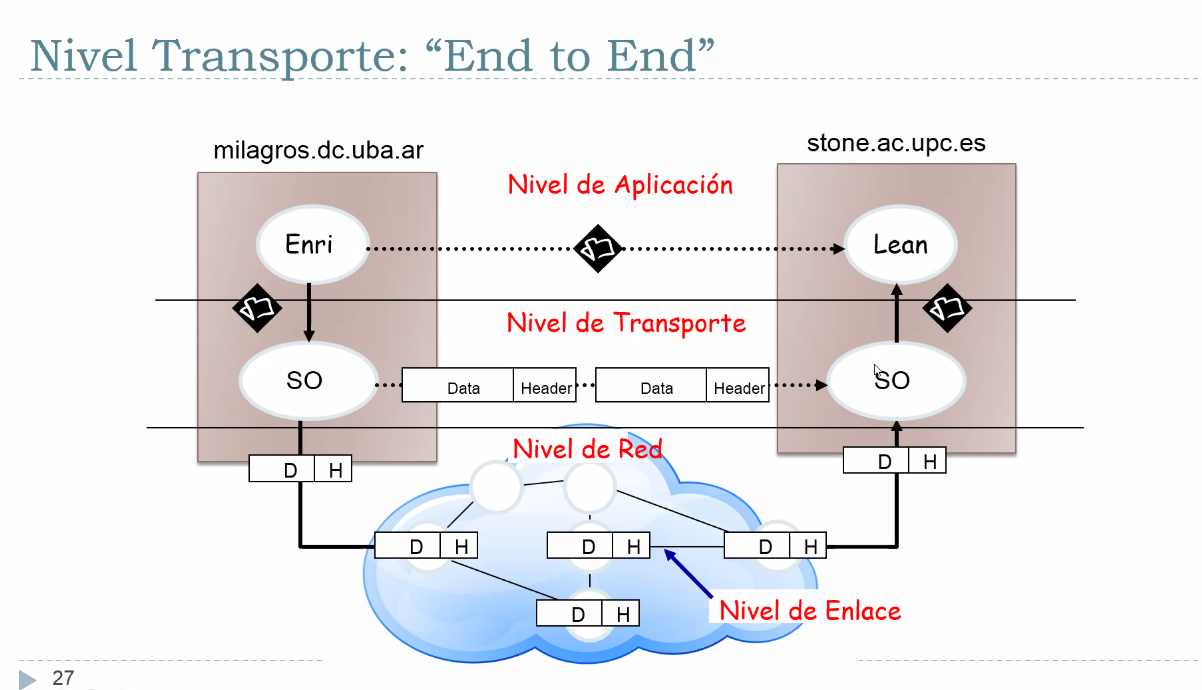 Nivel Transporte: “End to End”
milagros.dc.uba.ar
stone.ac.upc.es
Nivel de Aplicación
Enri
Lean
Nivel de Transporte
SO
Data Header
Data Header
SO
Nivel de Red
D H
D H
D H
D H
D H
D H
Nivel de Enlace
27